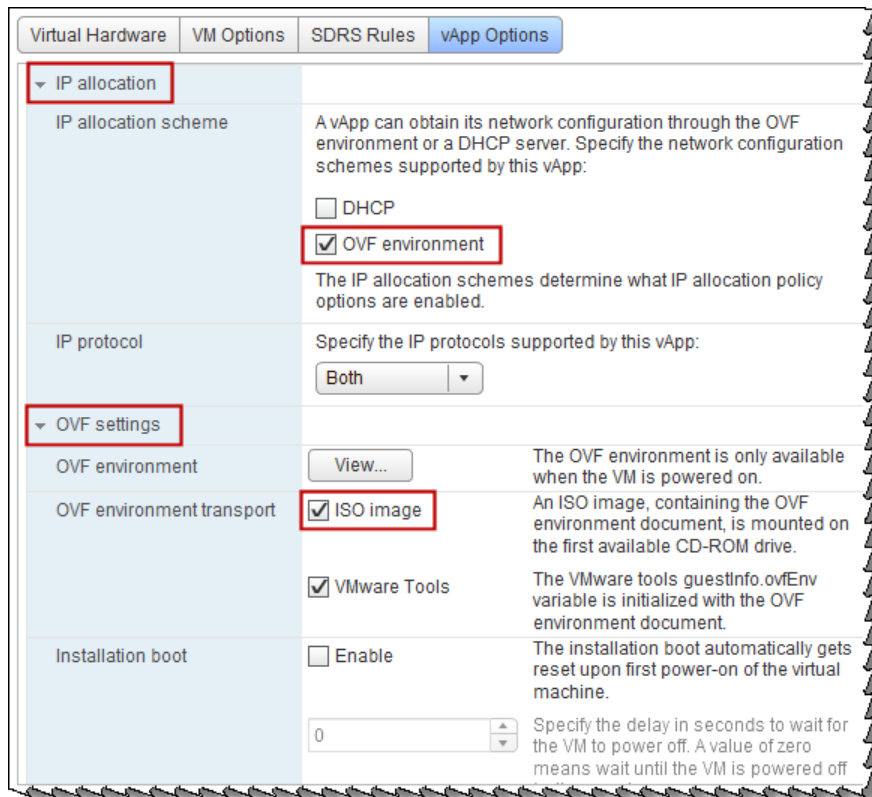 Virtual Hardware VM Options SDRS Rules vApp Options
IP allocation
IP allocation scheme
A vApp can obtain its network configuration through the OVF
environment or a DHCP server. Specify the network configuration
schemes supported by this vApp:
DHCP
OVF environment
The IP allocation schemes determine what IP allocation policy
options are enabled.
IP protocol
Specify the IP protocols supported by this vApp:
Both
OVF settings
OVF environment
View...
The OVF environment is only available
when the VM is powered on.
OVF environment transport
ISO image
An ISO image, containing the OVF
environment document, is mounted on
the first available CD-ROM drive.
VMware Tools
The VMware tools guestInfo.ovfEnv
variable is initialized with the OVF
environment document.
Installation boot
Enable
The installation boot automatically gets
reset upon first power-on of the virtual
machine.
0
Specify the delay in seconds to wait for
the VM to power off. A value of zero
means wait until the VM is powered off